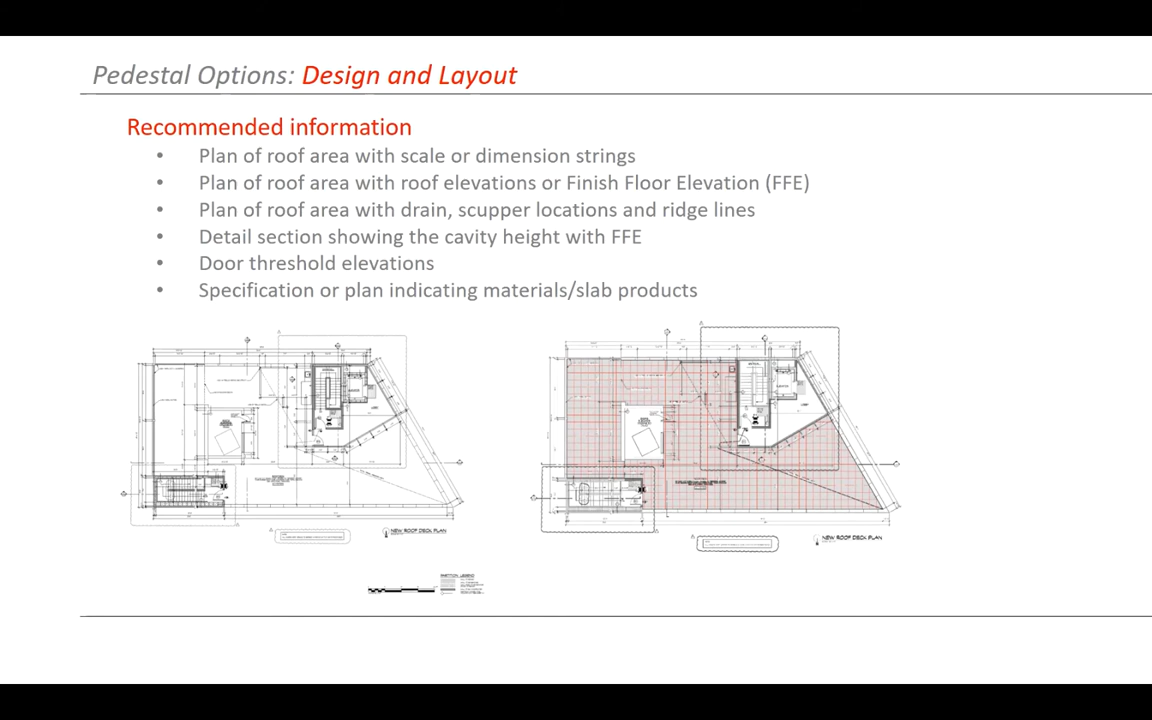 Pedestal Options: Design and Layout
Recommended information
• Plan of roof area with scale or dimension strings
• Plan of roof area with roof elevations or Finish Floor Elevation (FFE)
• Plan of roof area with drain, scupper locations and ridge lines
• Detail section showing the cavity height with FFE
• Door threshold elevations
• Specification or plan indicating materials/slab products
NEW ROOF DECK PLAN
NEW ROOF DECK PLAN
PARTITION LEGEND